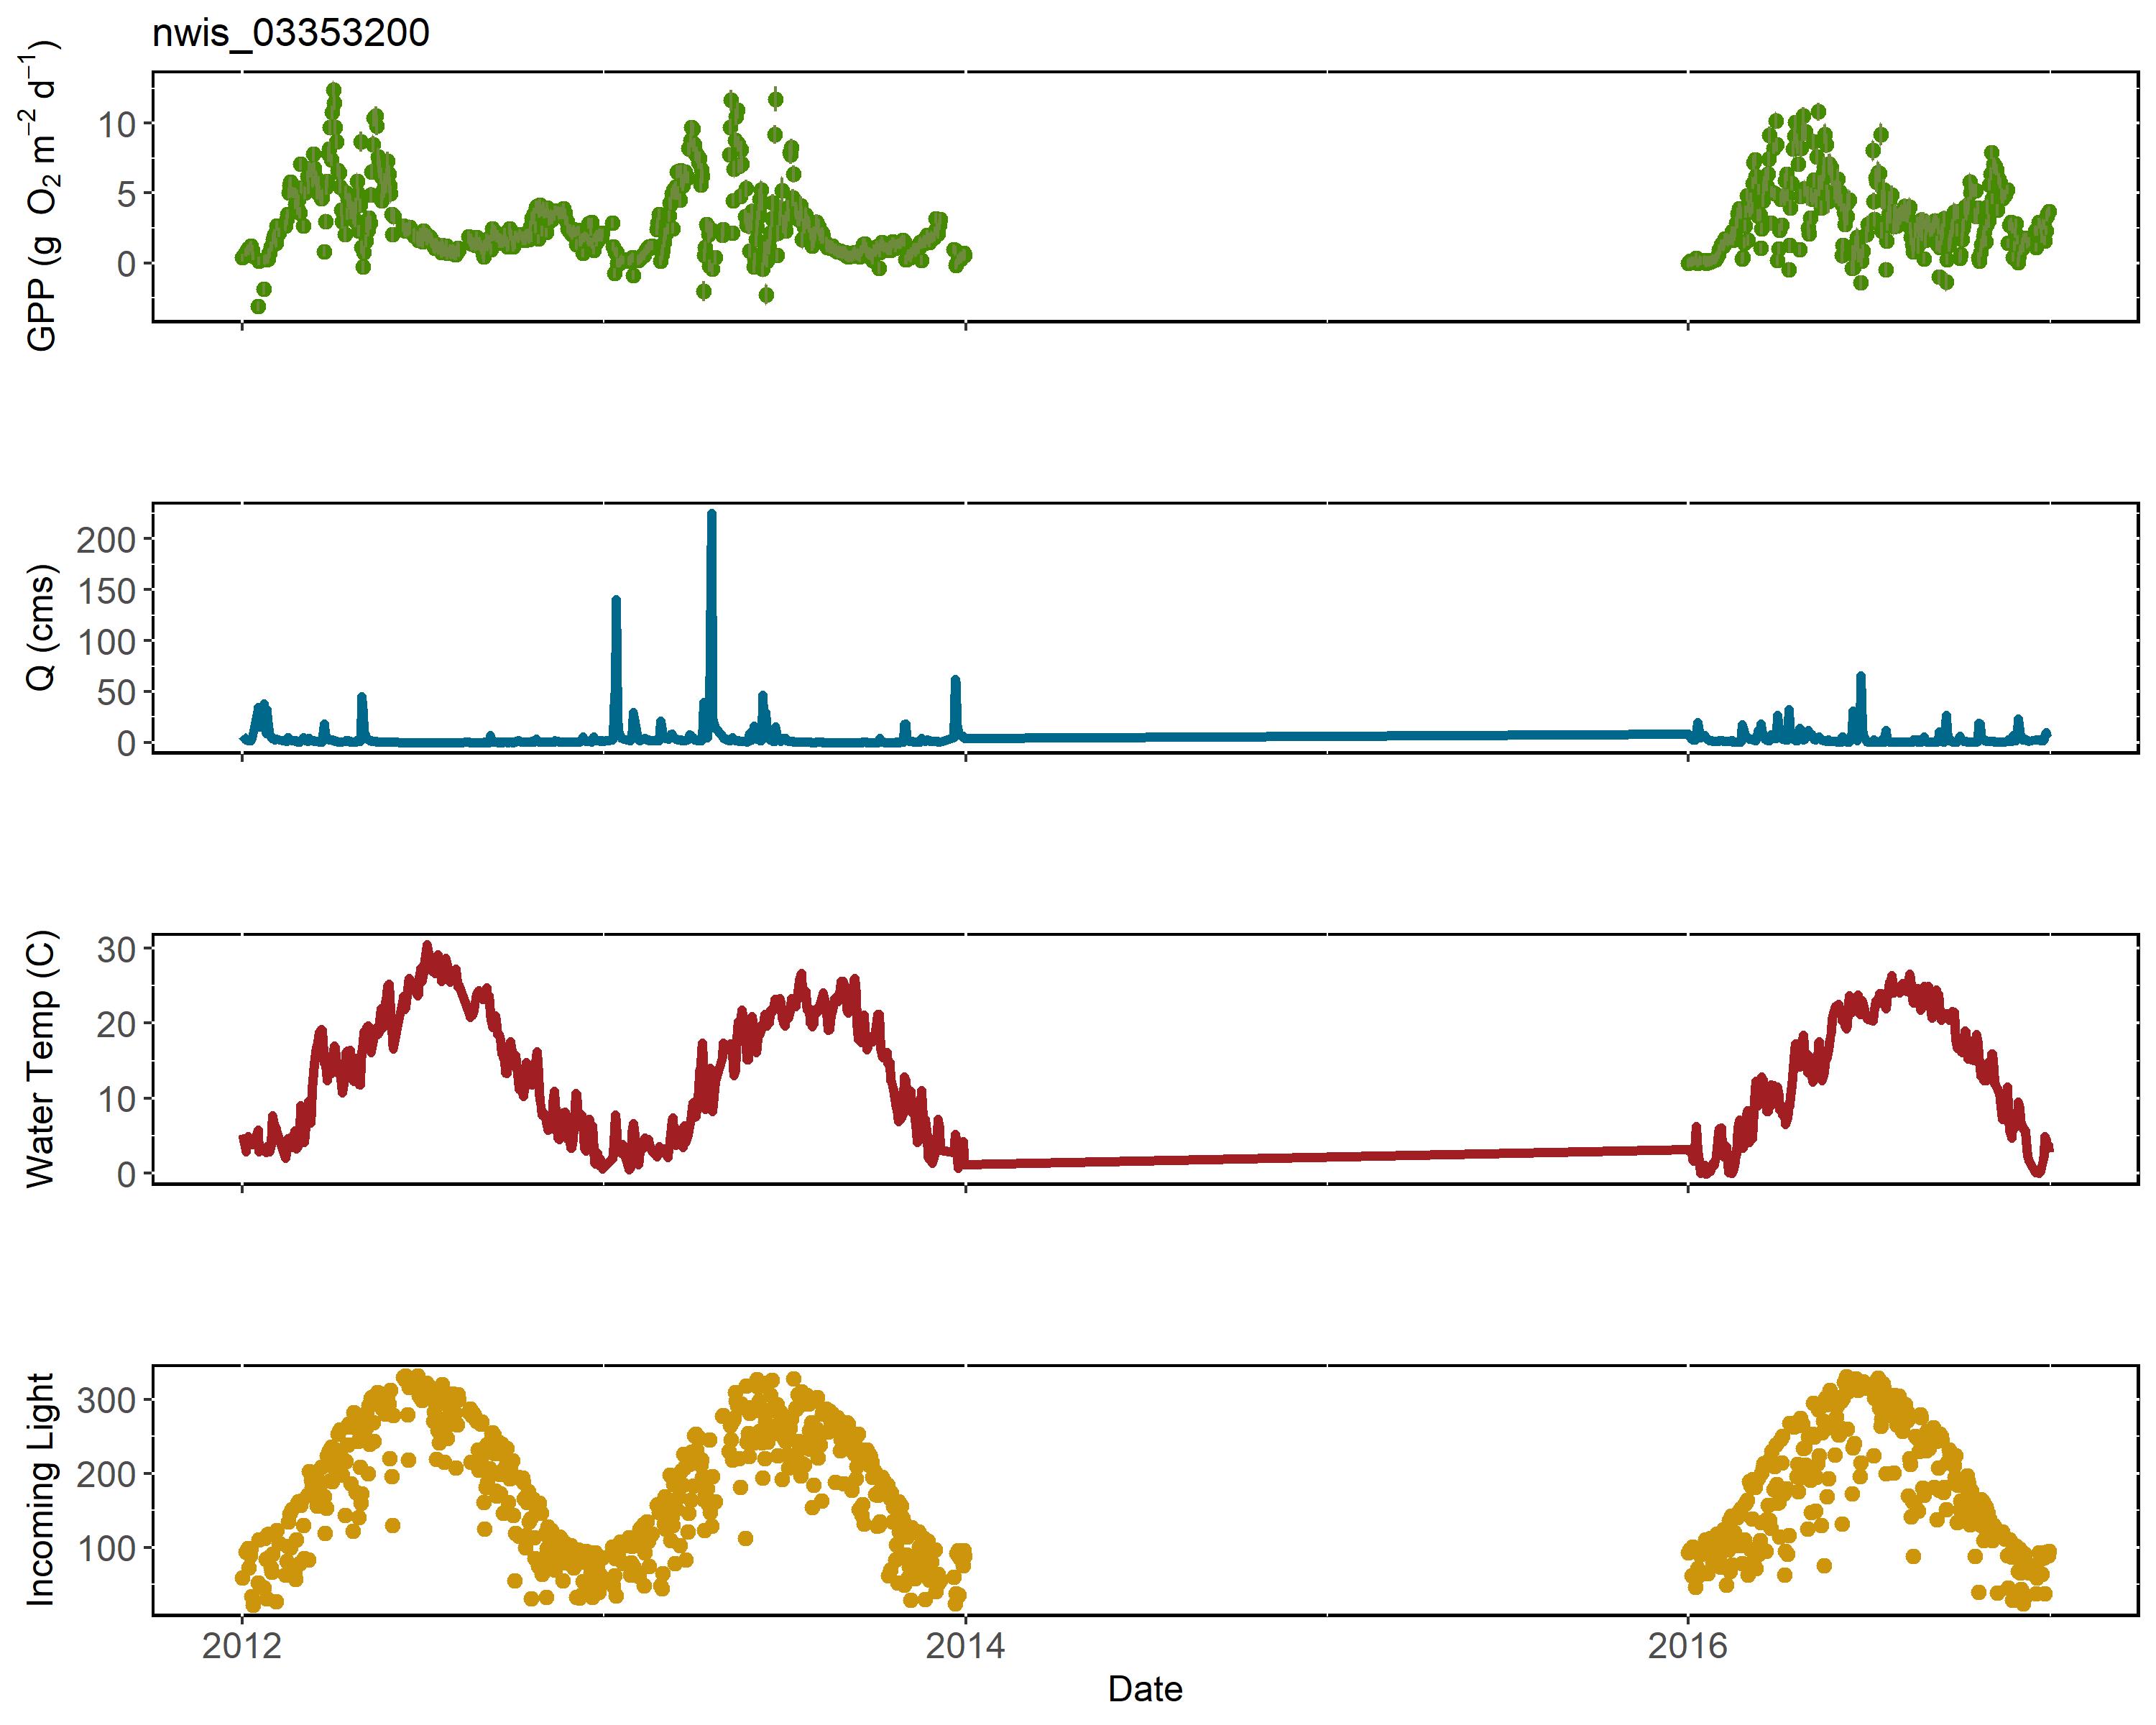 nwis_03353200
GPP (g O₂ m⁻² d⁻¹)
10
5
0
Q (cms)
200
150
100
50
0
Water Temp (C)
30
20
10
0
Incoming Light
300
200
100
2012 2014 2016
Date